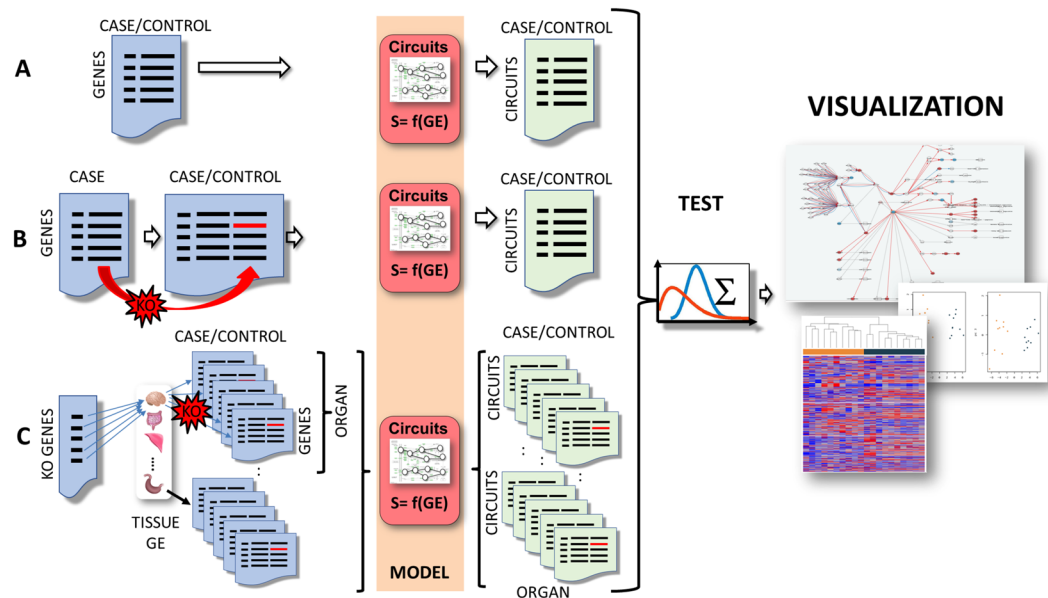 A
CASE/CONTROL
GENES
Circuits
S= f(GE)
CASE/CONTROL
CIRCUITS
B
CASE
GENES
CASE/CONTROL
KO
Circuits
S= f(GE)
CASE/CONTROL
CIRCUITS
C
KO GENES
TISSUE
GE
KO
CASE/CONTROL
GENES
ORGAN
Circuits
S= f(GE)
MODEL
CASE/CONTROL
CIRCUITS
CIRCUITS
ORGAN
TEST
Σ
VISUALIZATION